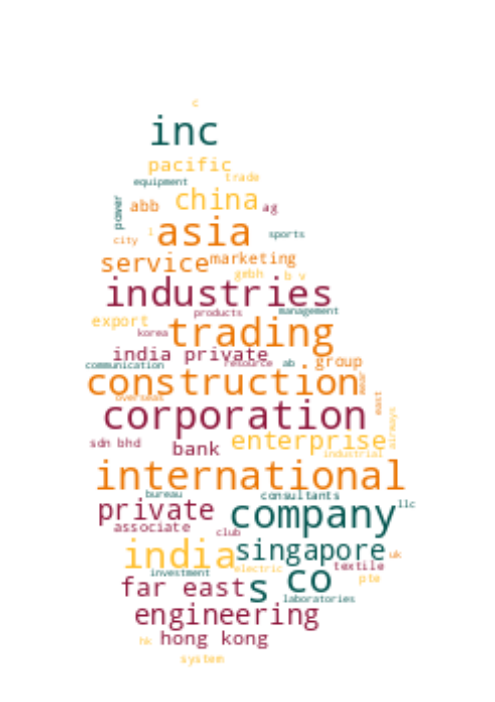 c
inc
pacific
equipment trade
power abb china ag
city l asia sports
service marketing
gebh b v
industries
products management
export korea trading
india private resource ab group
communication
construction wear
overseas east
corporation airways
sdn bhd bank enterprise
industrial
international
bureau consultants
private company llc
associate club
india singapore uk
investment electric textile
far east s co pte
laboratories
engineering
hk hong kong
system